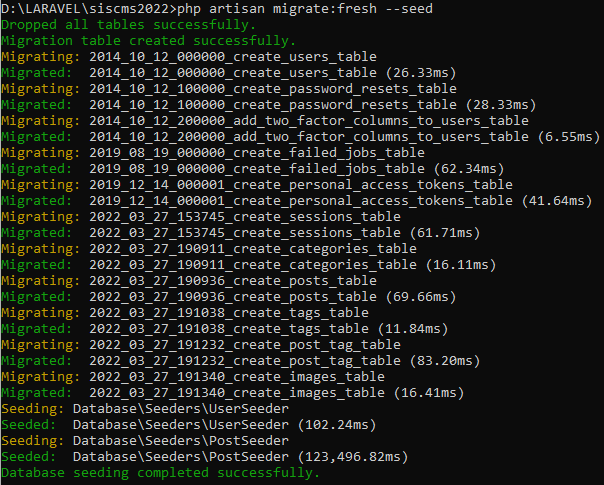 D:\LARAVEL\siscms2022>php artisan migrate:fresh --seed
Dropped all tables successfully.
Migration table created successfully.
Migrating: 2014_10_12_000000_create_users_table
Migrated:  2014_10_12_000000_create_users_table (26.33ms)
Migrating: 2014_10_12_100000_create_password_resets_table
Migrated:  2014_10_12_100000_create_password_resets_table (28.33ms)
Migrating: 2014_10_12_200000_add_two_factor_columns_to_users_table
Migrated:  2014_10_12_200000_add_two_factor_columns_to_users_table (6.55ms)
Migrating: 2019_08_19_000000_create_failed_jobs_table
Migrated:  2019_08_19_000000_create_failed_jobs_table (62.34ms)
Migrating: 2019_12_14_000001_create_personal_access_tokens_table
Migrated:  2019_12_14_000001_create_personal_access_tokens_table (41.64ms)
Migrating: 2022_03_27_153745_create_sessions_table
Migrated:  2022_03_27_153745_create_sessions_table (61.71ms)
Migrating: 2022_03_27_190911_create_categories_table
Migrated:  2022_03_27_190911_create_categories_table (16.11ms)
Migrating: 2022_03_27_190936_create_posts_table
Migrated:  2022_03_27_190936_create_posts_table (69.66ms)
Migrating: 2022_03_27_191038_create_tags_table
Migrated:  2022_03_27_191038_create_tags_table (11.84ms)
Migrating: 2022_03_27_191232_create_post_tag_table
Migrated:  2022_03_27_191232_create_post_tag_table (83.20ms)
Migrating: 2022_03_27_191340_create_images_table
Migrated:  2022_03_27_191340_create_images_table (16.41ms)
Seeding: Database\Seeders\UserSeeder
Seeded:  Database\Seeders\UserSeeder (102.24ms)
Seeding: Database\Seeders\PostSeeder
Seeded:  Database\Seeders\PostSeeder (123,496.82ms)
Database seeding completed successfully.